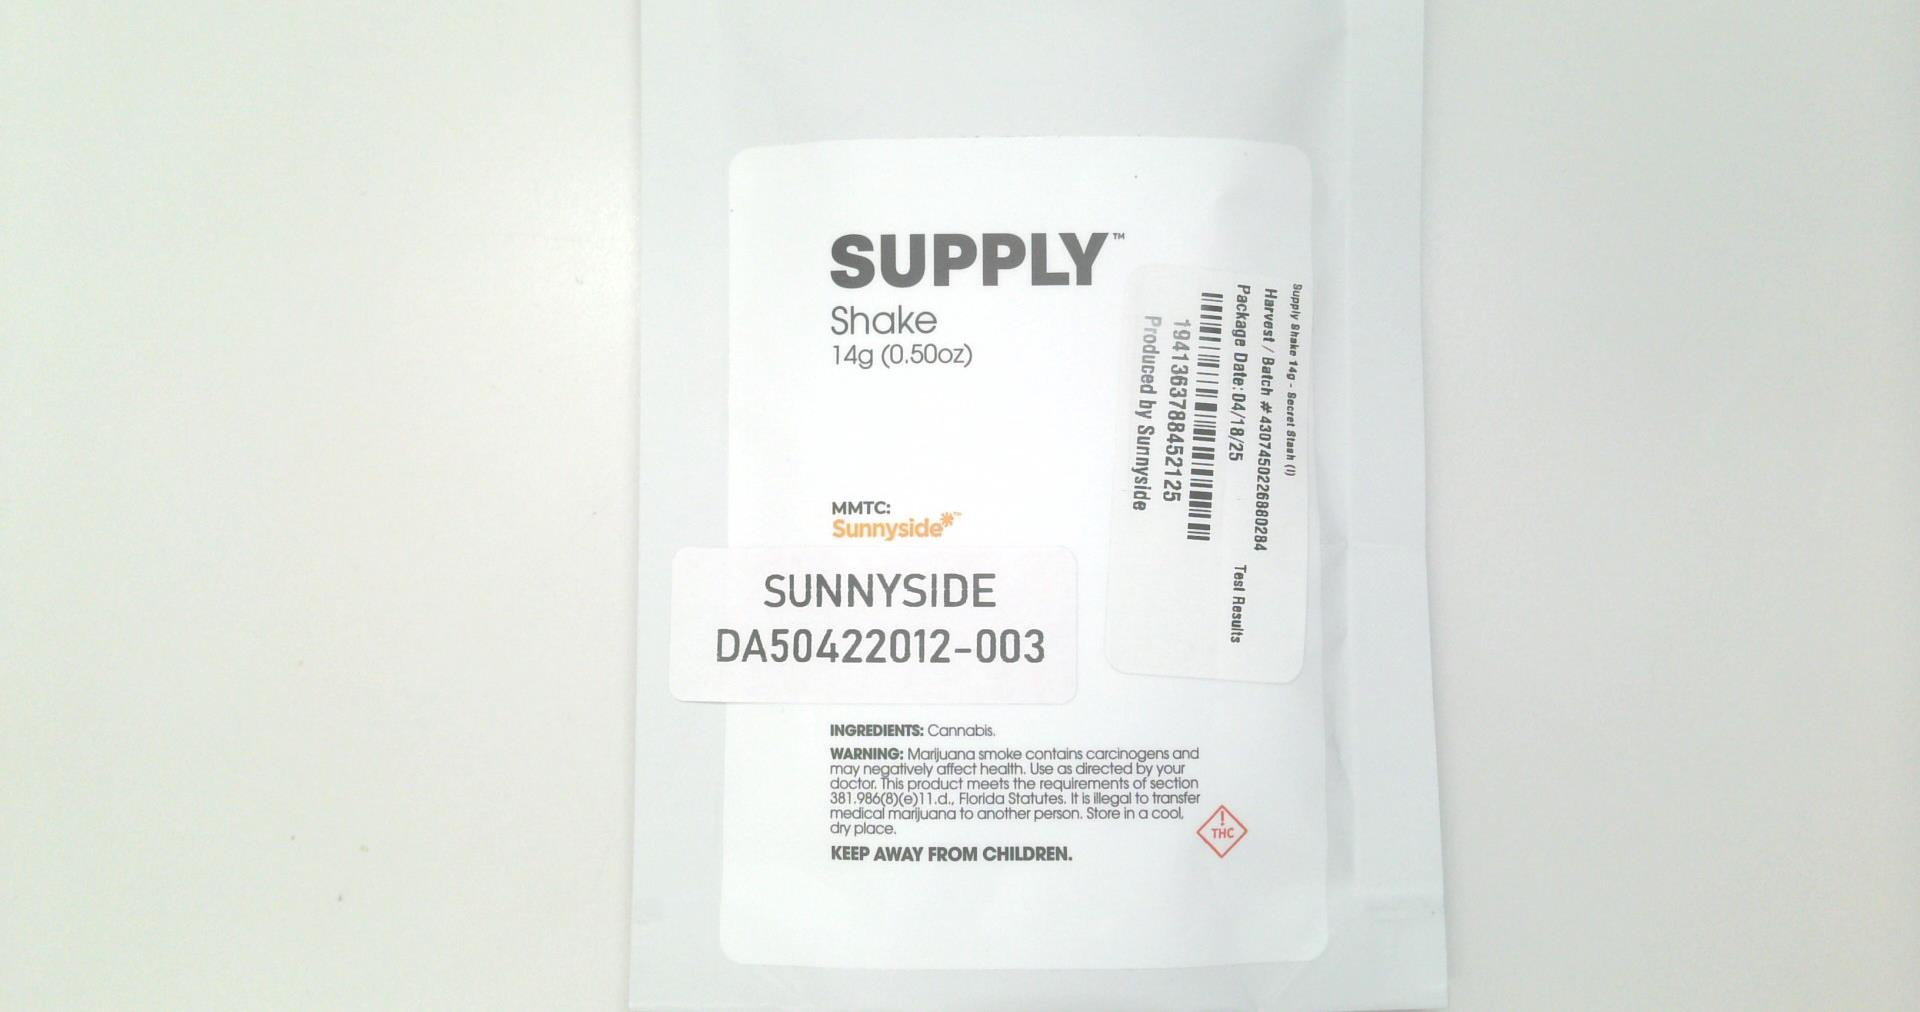 SUPPLY™
Shake
14g (0.50oz)
MMTC:
Sunnyside™
SUNNYSIDE
DA50422012-003
INGREDIENTS: Cannabis.
WARNING: Marijuana smoke contains carcinogens and
may negatively affect health. Use as directed by your
doctor. This product meets the requirements of section
381.986(8)(e)11.d., Florida Statutes. It is illegal to transfer
medical marijuana to another person. Store in a cool,
dry place.
KEEP AWAY FROM CHILDREN.
! THC
Supply Shake 14g - Secret Stash (I)
Harvest / Batch # 4307450226880284
Package Date: 04/18/25
Test Results
1941363788452125
Produced by Sunnyside